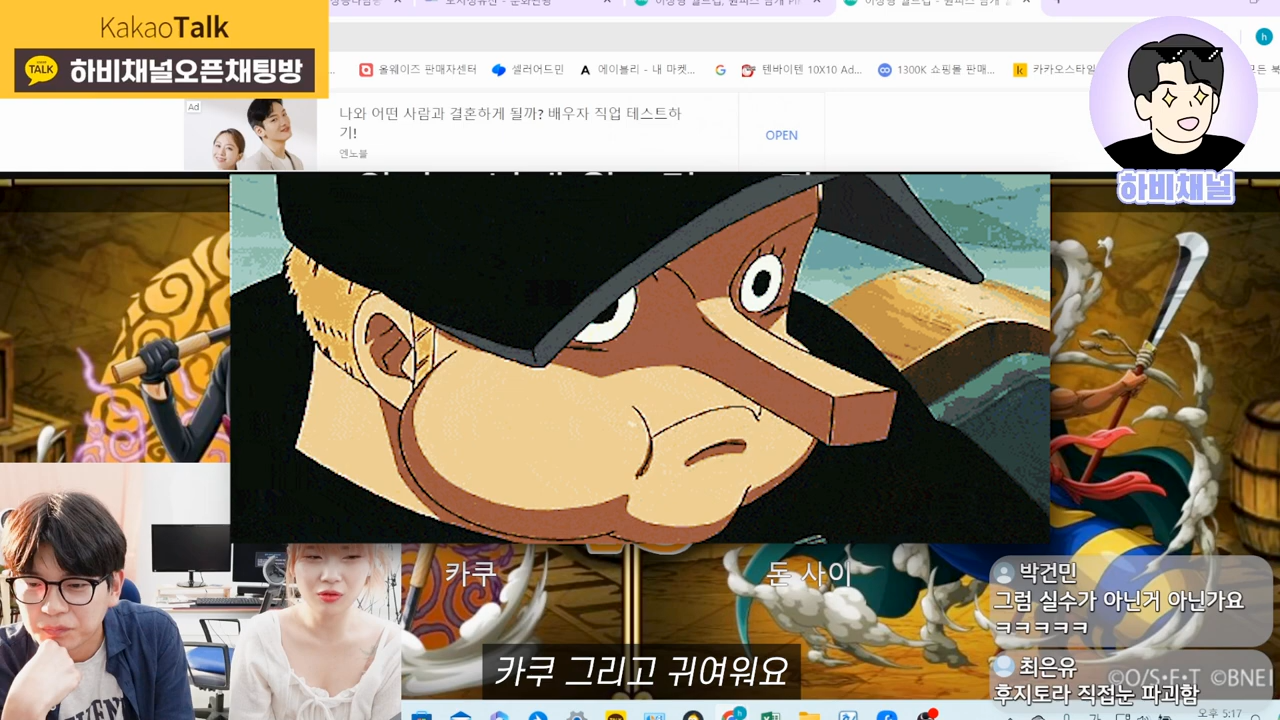 KakaoTalk
TALK
하비채널오픈채팅방
올웨이즈 판매자센터
셀러어드민
에이블리 - 내 마켓...
텐바이텐 10X10 Ad...
1300K 쇼핑몰 판매...
카카오스타일
h
Ad
나와 어떤 사람과 결혼하게 될까? 배우자 직업 테스트하
기!
엔노블
OPEN
하비채널
카쿠
돈 사이
박건민
그럼 실수가 아닌거 아닌가요
ㅋㅋㅋㅋㅋ
카쿠 그리고 귀여워요
최은유
©O/S•F•T ©BNEI
후지토라 직접눈 파괴함
오후 5:17